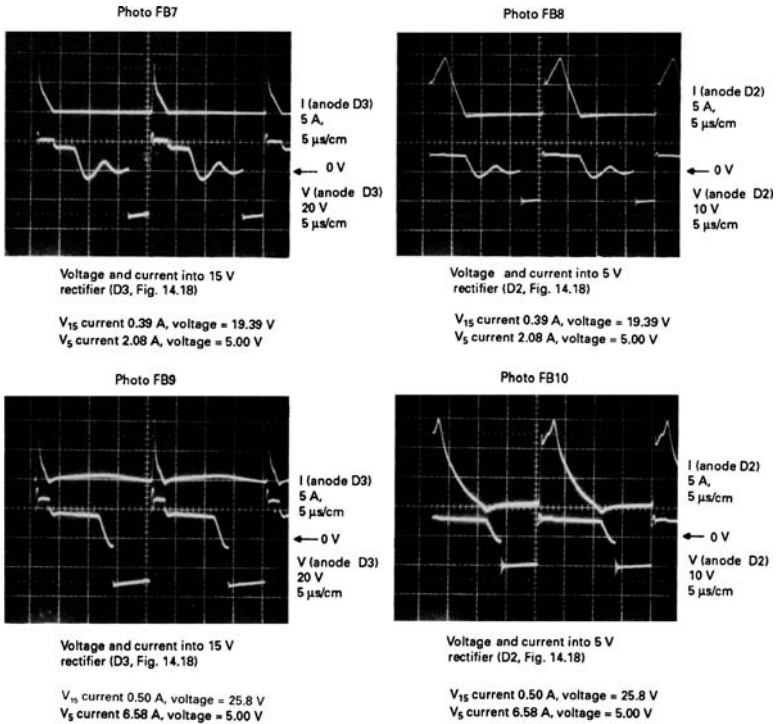 Photo FB7
I (anode D3)
5 A,
5 μs/cm
0 V
V (anode D3)
20 V
5 μs/cm
Voltage and current into 15 V
rectifier (D3, Fig. 14.18)
V15 current 0.39 A, voltage = 19.39 V
V5 current 2.08 A, voltage = 5.00 V
Photo FB8
I (anode D2)
5 A,
5 μs/cm
0 V
V (anode D2)
10 V
5 μs/cm
Voltage and current into 5 V
rectifier (D2, Fig. 14.18)
V15 current 0.39 A, voltage = 19.39 V
V5 current 2.08 A, voltage = 5.00 V
Photo FB9
I (anode D3)
5 A,
5 μs/cm
0 V
V (anode D3)
20 V
5 μs/cm
Voltage and current into 15 V
rectifier (D3, Fig. 14.18)
V15 current 0.50 A, voltage = 25.8 V
V5 current 6.58 A, voltage = 5.00 V
Photo FB10
I (anode D2)
5 A,
5 μs/cm
0 V
V (anode D2)
10 V
5 μs/cm
Voltage and current into 5 V
rectifier (D2, Fig. 14.18)
V15 current 0.50 A, voltage = 25.8 V
V5 current 6.58 A, voltage = 5.00 V